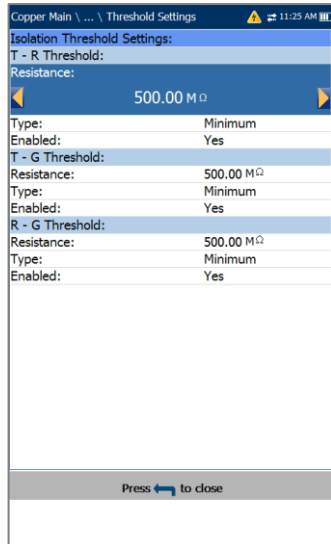 Copper Main \ ... \ Threshold Settings 11:25 AM
Isolation Threshold Settings:
T - R Threshold:
Resistance:
500.00 M Ω
Type: Minimum
Enabled: Yes
T - G Threshold:
Resistance: 500.00 MΩ
Type: Minimum
Enabled: Yes
R - G Threshold:
Resistance: 500.00 MΩ
Type: Minimum
Enabled: Yes
Press to close